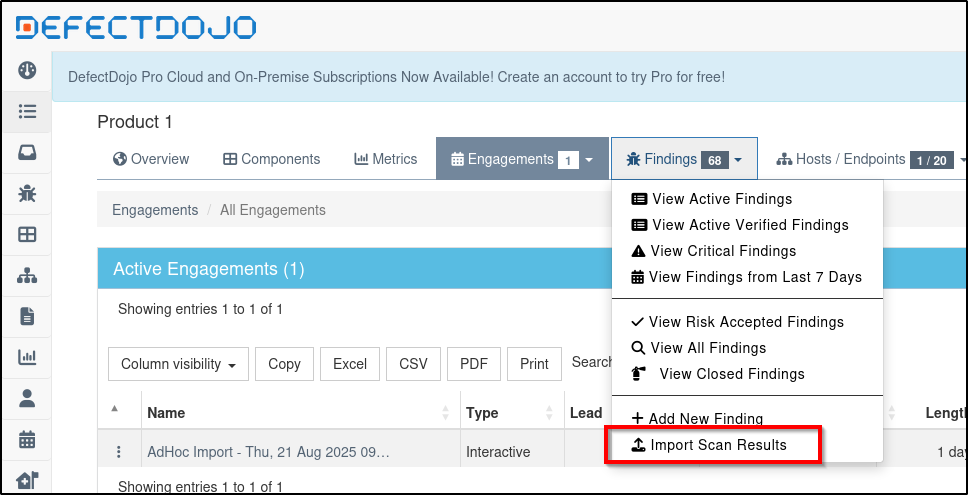 DEFECTDOJO
DefectDojo Pro Cloud and On-Premise Subscriptions Now Available! Create an account to try Pro for free!
Product 1
Overview Components Metrics Engagements 1 Findings 68 Hosts / Endpoints 1 / 20
View Active Findings
View Active Verified Findings
View Critical Findings
View Findings from Last 7 Days
View Risk Accepted Findings
View All Findings
View Closed Findings
Add New Finding
Import Scan Results
Engagements / All Engagements
Active Engagements (1)
Showing entries 1 to 1 of 1
Column visibility Copy Excel CSV PDF Print Search
Name Type Lead Length
AdHoc Import - Thu, 21 Aug 2025 09… Interactive 1 day
Showing entries 1 to 1 of 1